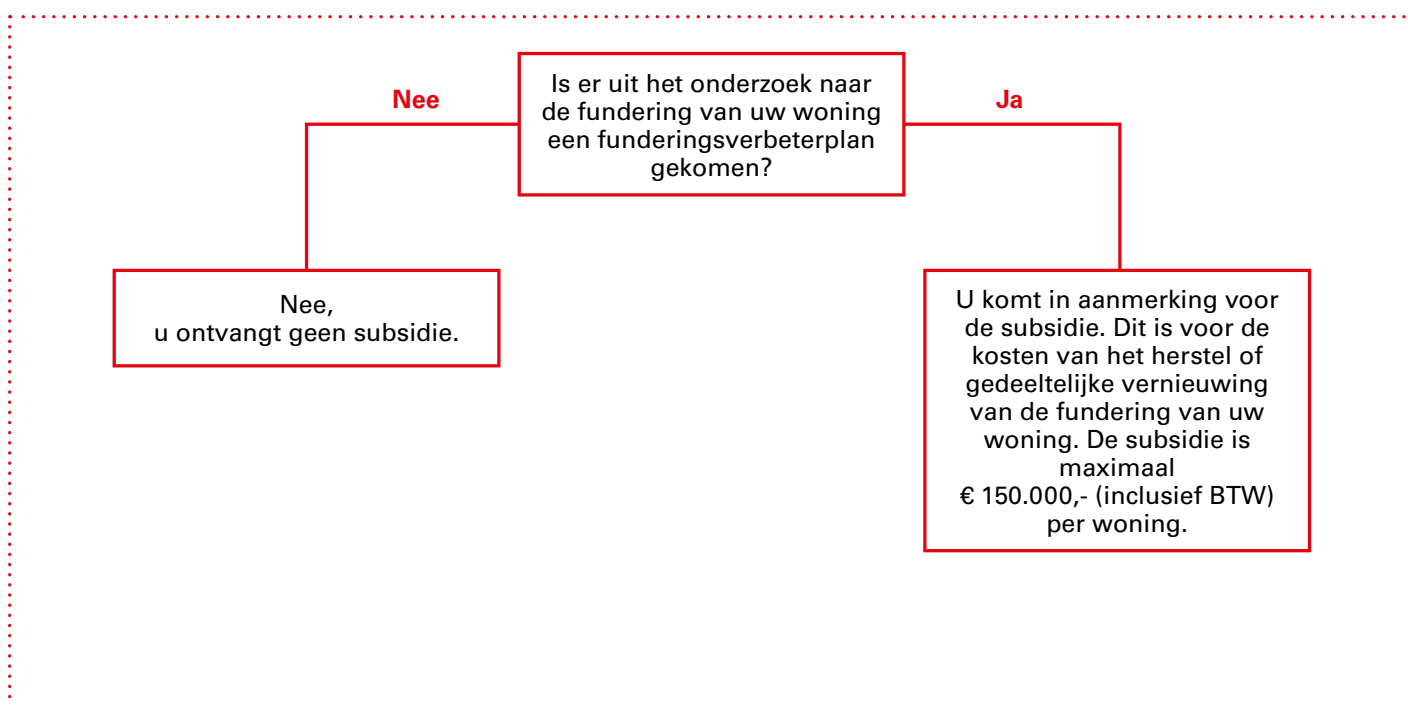 Is er uit het onderzoek naar
de fundering van uw woning
een funderingsverbeterplan
gekomen?
Nee
Ja
Nee,
u ontvangt geen subsidie.
U komt in aanmerking voor
de subsidie. Dit is voor de
kosten van het herstel of
gedeeltelijke vernieuwing
van de fundering van uw
woning. De subsidie is
maximaal
€ 150.000,- (inclusief BTW)
per woning.